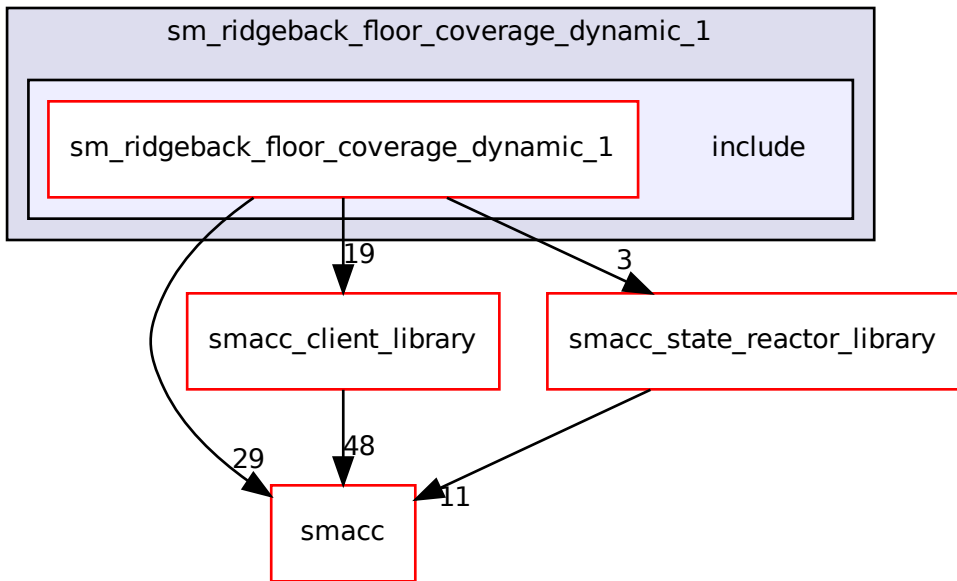 sm_ridgeback_floor_coverage_dynamic_1
sm_ridgeback_floor_coverage_dynamic_1
include
19
3
smacc_client_library
smacc_state_reactor_library
29
48
11
smacc